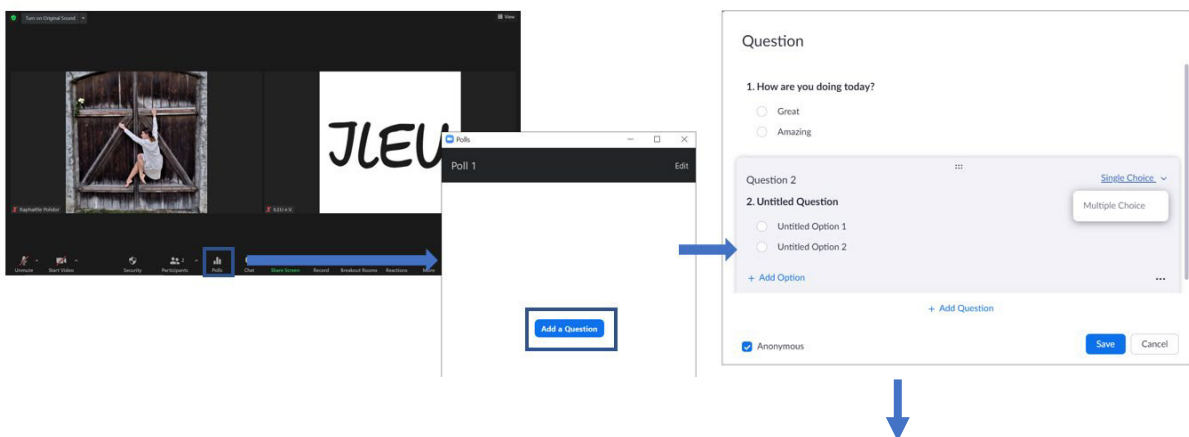 Turn on Original Sound
View
JLEU
Raphaëlle Rohdor
ILEU e.V.
Unmute
Start Video
Security
Participants
2
Polls
Chat
Share Screen
Record
Breakout Rooms
Reactions
More
Polls
Poll 1
Edit
Add a Question
Question
1. How are you doing today?
Great
Amazing
Question 2
Single Choice
2. Untitled Question
Multiple Choice
Untitled Option 1
Untitled Option 2
+ Add Option
...
+ Add Question
Anonymous
Save
Cancel